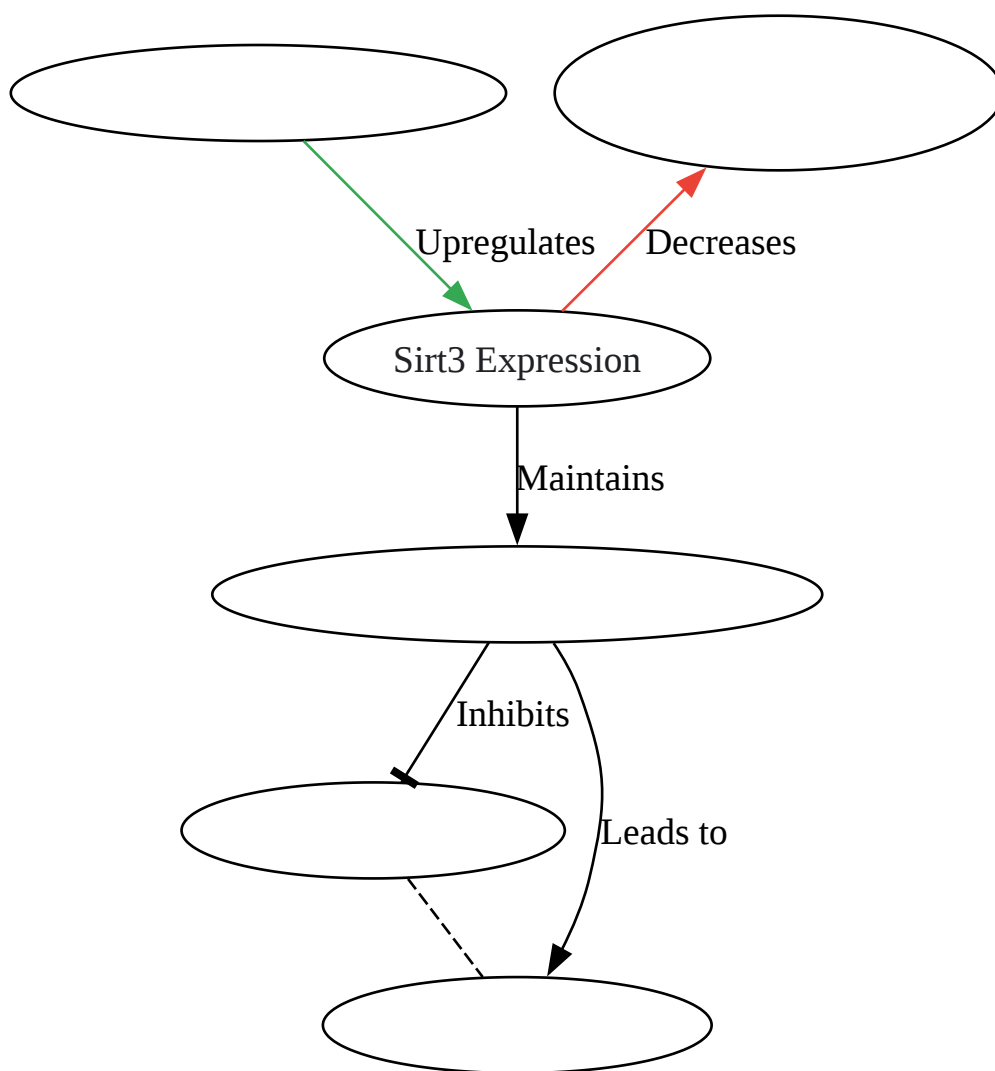 Upregulates
Decreases
Sirt3 Expression
Maintains
Inhibits
Leads to